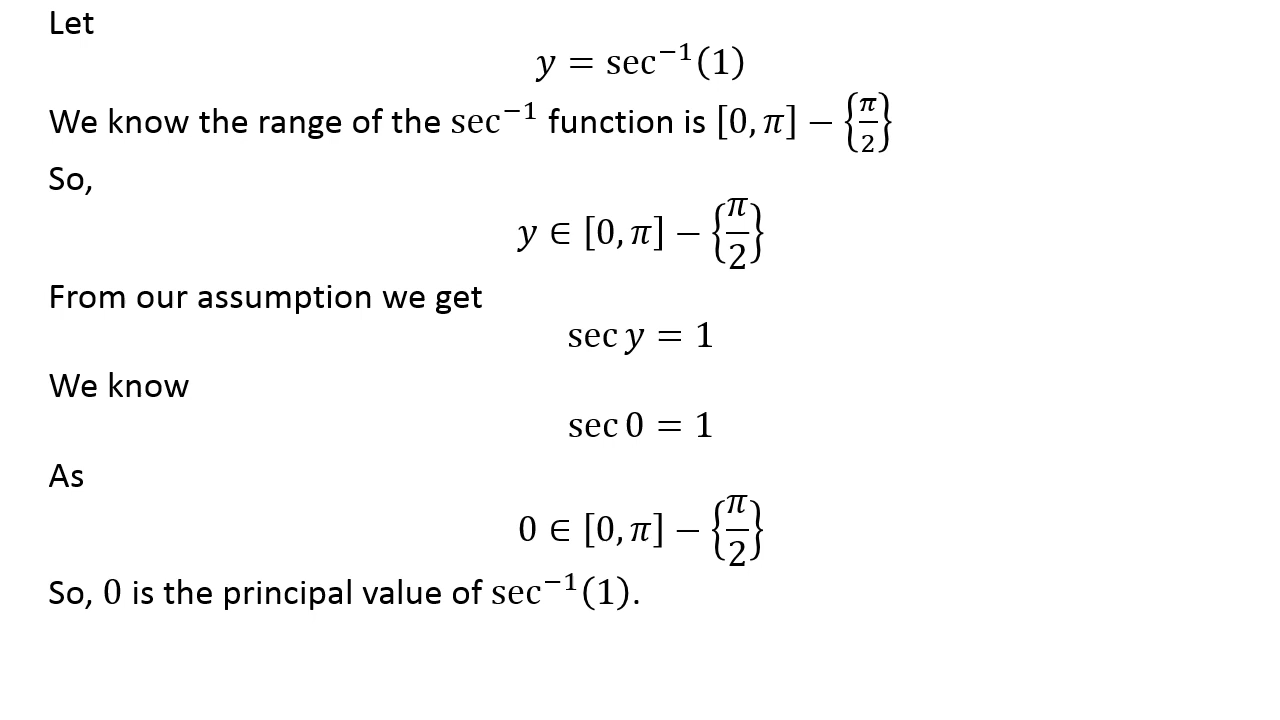 Let
y = sec⁻¹(1)
We know the range of the sec⁻¹ function is [0, π] − {π/2}
So,
y ∈ [0, π] − {π/2}
From our assumption we get
sec y = 1
We know
sec 0 = 1
As
0 ∈ [0, π] − {π/2}
So, 0 is the principal value of sec⁻¹(1).